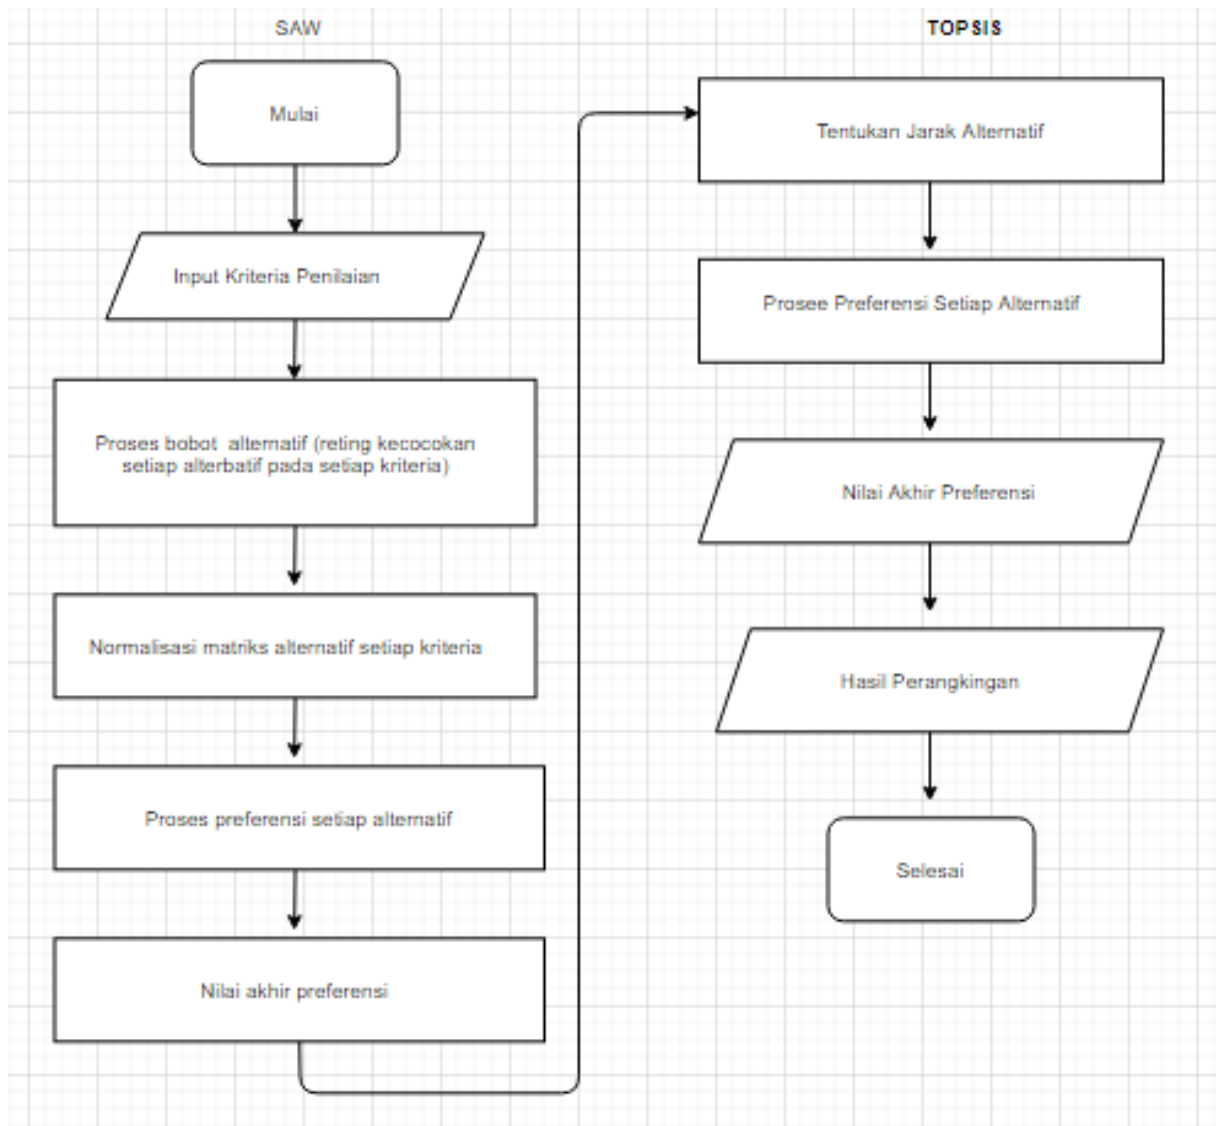 SAW
Mulai
Input Kriteria Penilaian
Proses bobot alternatif (reting kecocokan
setiap alterbatif pada setiap kriteria)
Normalisasi matriks alternatif setiap kriteria
Proses preferensi setiap alternatif
Nilai akhir preferensi
TOPSIS
Tentukan Jarak Alternatif
Prosee Preferensi Setiap Alternatif
Nilai Akhir Preferensi
Hasil Perangkingan
Selesai